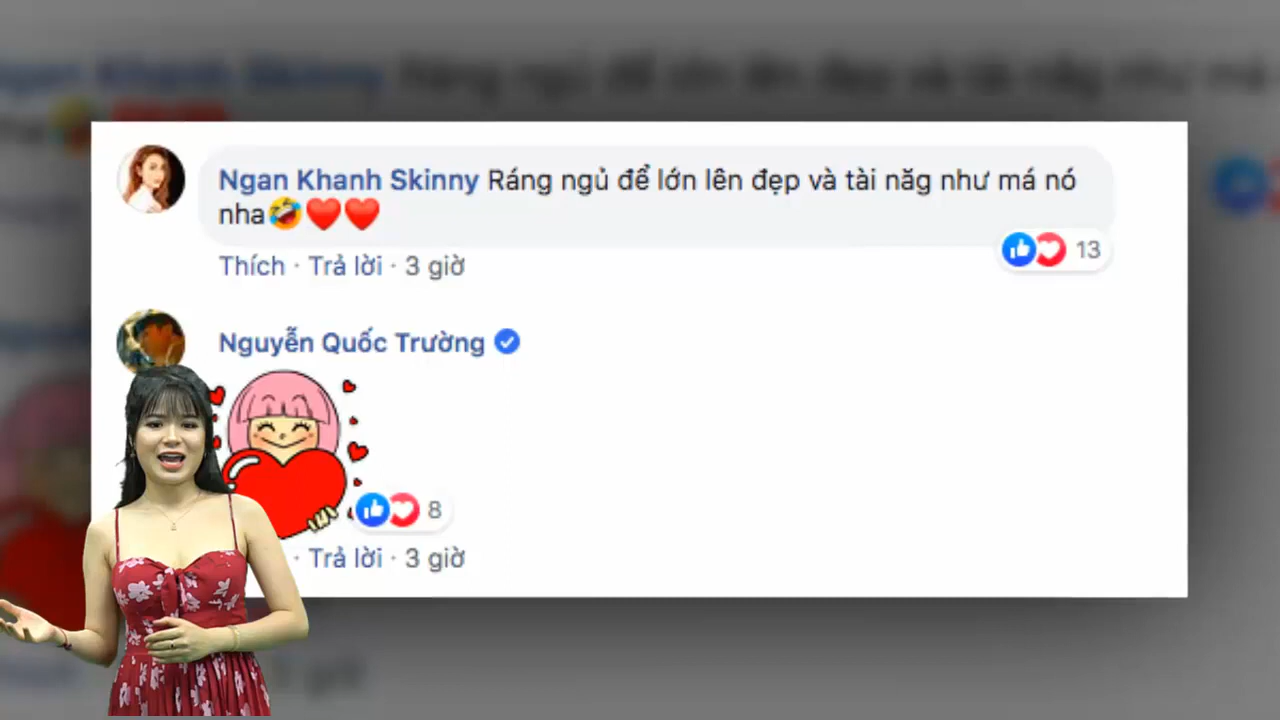 Ngan Khanh Skinny Ráng ngủ để lớn lên đẹp và tài năg như má nó
nha🤣❤️❤️
13
Thích · Trả lời · 3 giờ
Nguyễn Quốc Trường
8
· Trả lời · 3 giờ